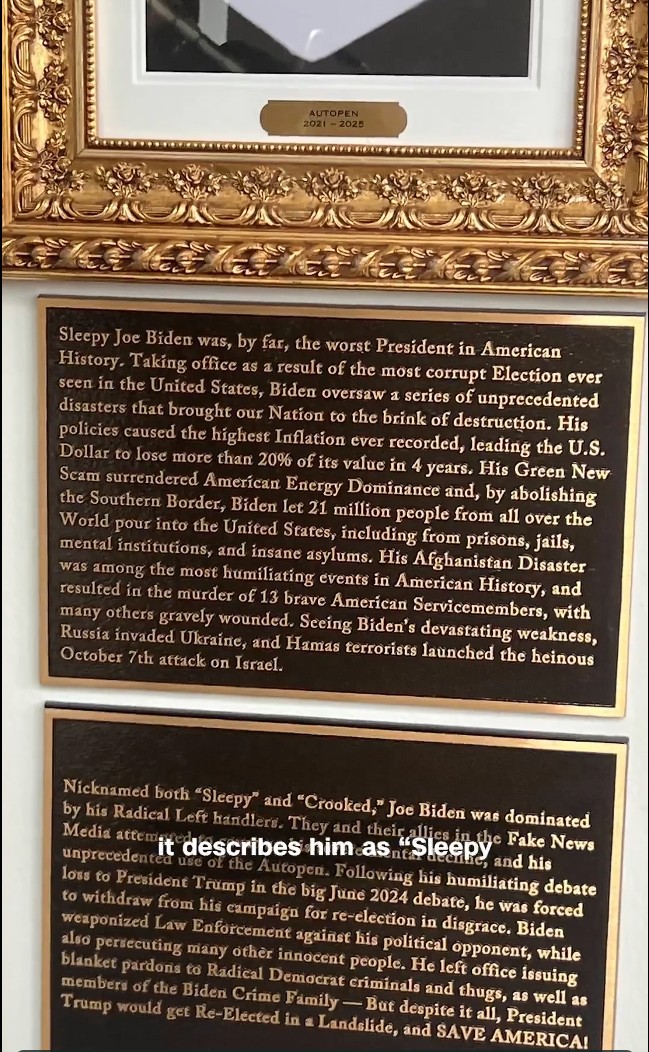 AUTOPEN
2021 – 2025
Sleepy Joe Biden was, by far, the worst President in American
History. Taking office as a result of the most corrupt Election ever
seen in the United States, Biden oversaw a series of unprecedented
disasters that brought our Nation to the brink of destruction. His
policies caused the highest Inflation ever recorded, leading the U.S.
Dollar to lose more than 20% of its value in 4 years. His Green New
Scam surrendered American Energy Dominance and, by abolishing
the Southern Border, Biden let 21 million people from all over the
World pour into the United States, including from prisons, jails,
mental institutions, and insane asylums. His Afghanistan Disaster
was among the most humiliating events in American History, and
resulted in the murder of 13 brave American Servicemembers, with
many others gravely wounded. Seeing Biden's devastating weakness,
Russia invaded Ukraine, and Hamas terrorists launched the heinous
October 7th attack on Israel.
Nicknamed both “Sleepy” and “Crooked,” Joe Biden was dominated
by his Radical Left handlers. They and their allies in the Fake News
Media decline, and his
it describes him as “Sleepy
unprecedented use of the Autopen. Following his humiliating debate
loss to President Trump in the big June 2024 debate, he was forced
to withdraw from his campaign for re-election in disgrace. Biden
weaponized Law Enforcement against his political opponent, while
also persecuting many other innocent people. He left office issuing
blanket pardons to Radical Democrat criminals and thugs, as well as
members of the Biden Crime Family — But despite it all, President
Trump would get Re-Elected in a Landslide, and SAVE AMERICA!